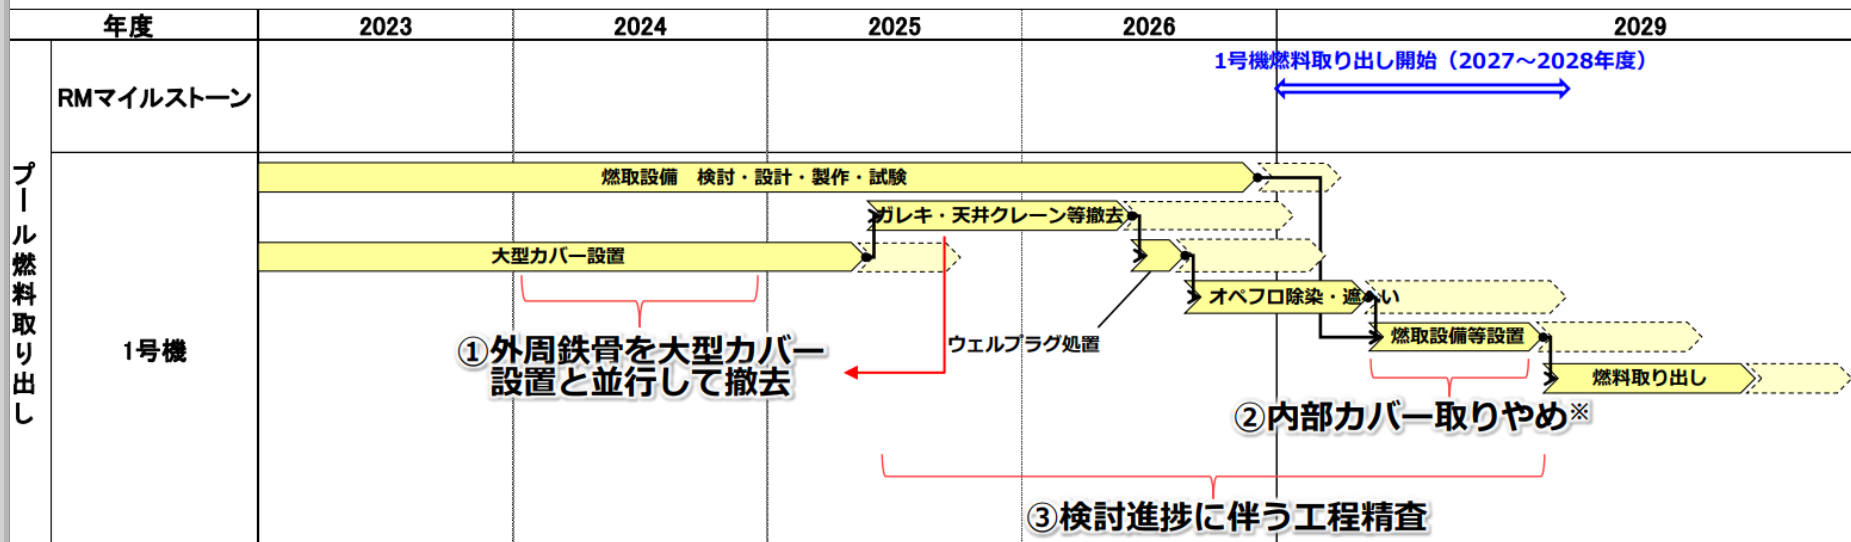 年度 2023 2024 2025 2026 2029
1号機燃料取り出し開始（2027～2028年度）
RMマイルストーン
プール燃料取り出し
燃取設備　検討・設計・製作・試験
ガレキ・天井クレーン等撤去
大型カバー設置
オペフロ除染・遮へい
燃取設備等設置
ウェルプラグ処置
1号機
①外周鉄骨を大型カバー
設置と並行して撤去
燃料取り出し
②内部カバー取りやめ※
③検討進捗に伴う工程精査